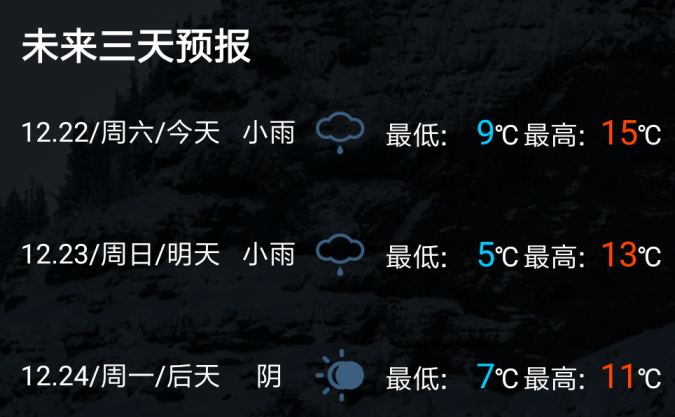 未来三天预报
12.22/周六/今天 小雨 最低: 9℃ 最高: 15℃
12.23/周日/明天 小雨 最低: 5℃ 最高: 13℃
12.24/周一/后天 阴 最低: 7℃ 最高: 11℃